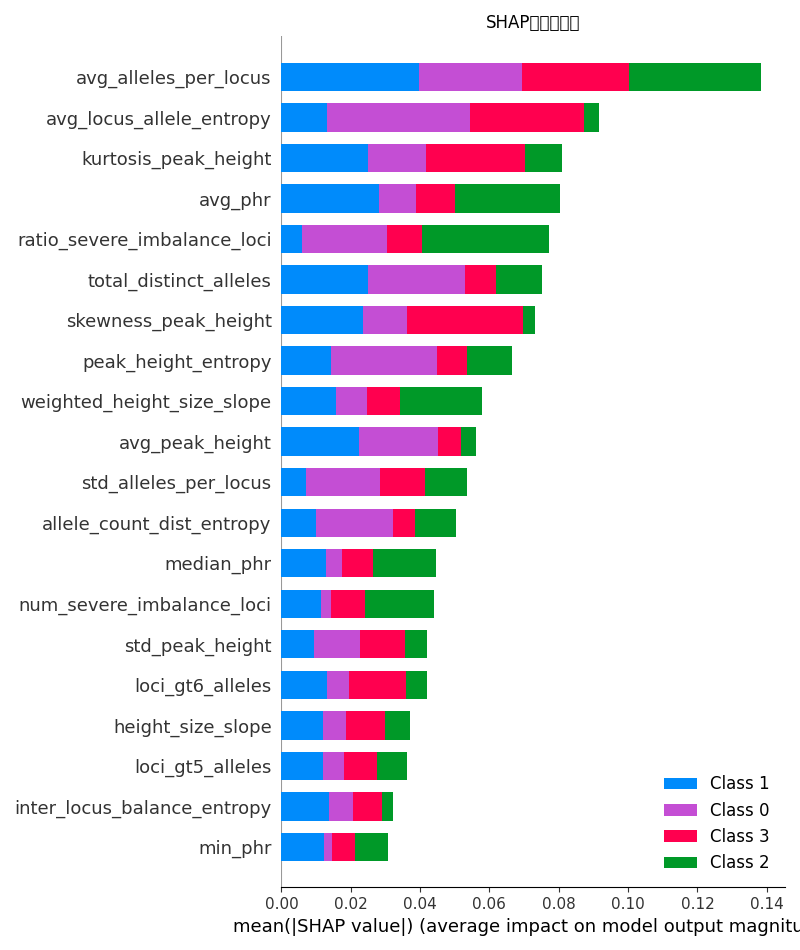 SHAP
avg_alleles_per_locus
avg_locus_allele_entropy
kurtosis_peak_height
avg_phr
ratio_severe_imbalance_loci
total_distinct_alleles
skewness_peak_height
peak_height_entropy
weighted_height_size_slope
avg_peak_height
std_alleles_per_locus
allele_count_dist_entropy
median_phr
num_severe_imbalance_loci
std_peak_height
loci_gt6_alleles
height_size_slope
loci_gt5_alleles
inter_locus_balance_entropy
min_phr
Class 1
Class 0
Class 3
Class 2
0.00 0.02 0.04 0.06 0.08 0.10 0.12 0.14
mean(|SHAP value|) (average impact on model output magnitu